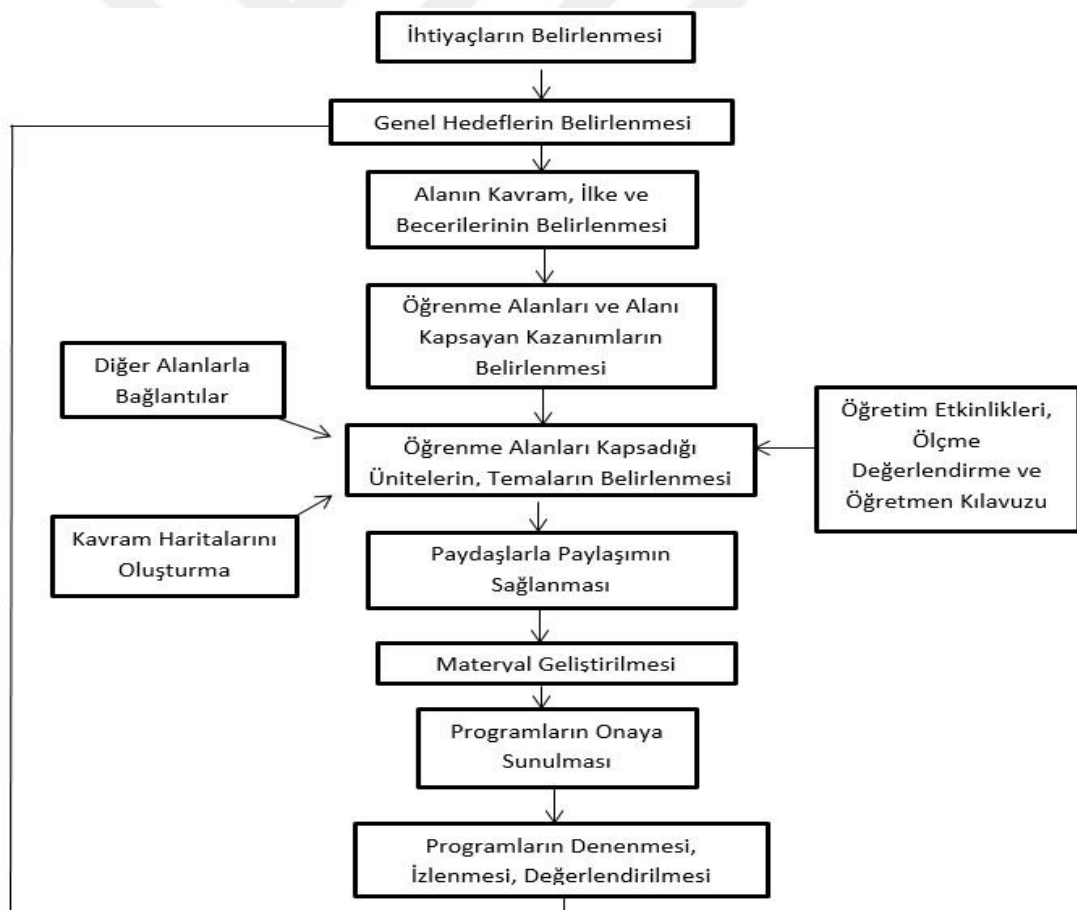 İhtiyaçların Belirlenmesi
Genel Hedeflerin Belirlenmesi
Alanın Kavram, İlke ve
Becerilerinin Belirlenmesi
Öğrenme Alanları ve Alanı
Kapsayan Kazanımların
Belirlenmesi
Diğer Alanlarla
Bağlantılar
Öğrenme Alanları Kapsadığı
Ünitelerin, Temaların Belirlenmesi
Öğretim Etkinlikleri,
Ölçme
Değerlendirme ve
Öğretmen Kılavuzu
Kavram Haritalarını
Oluşturma
Paydaşlarla Paylaşımın
Sağlanması
Materyal Geliştirilmesi
Programların Onaya
Sunulması
Programların Denenmesi,
İzlenmesi, Değerlendirilmesi